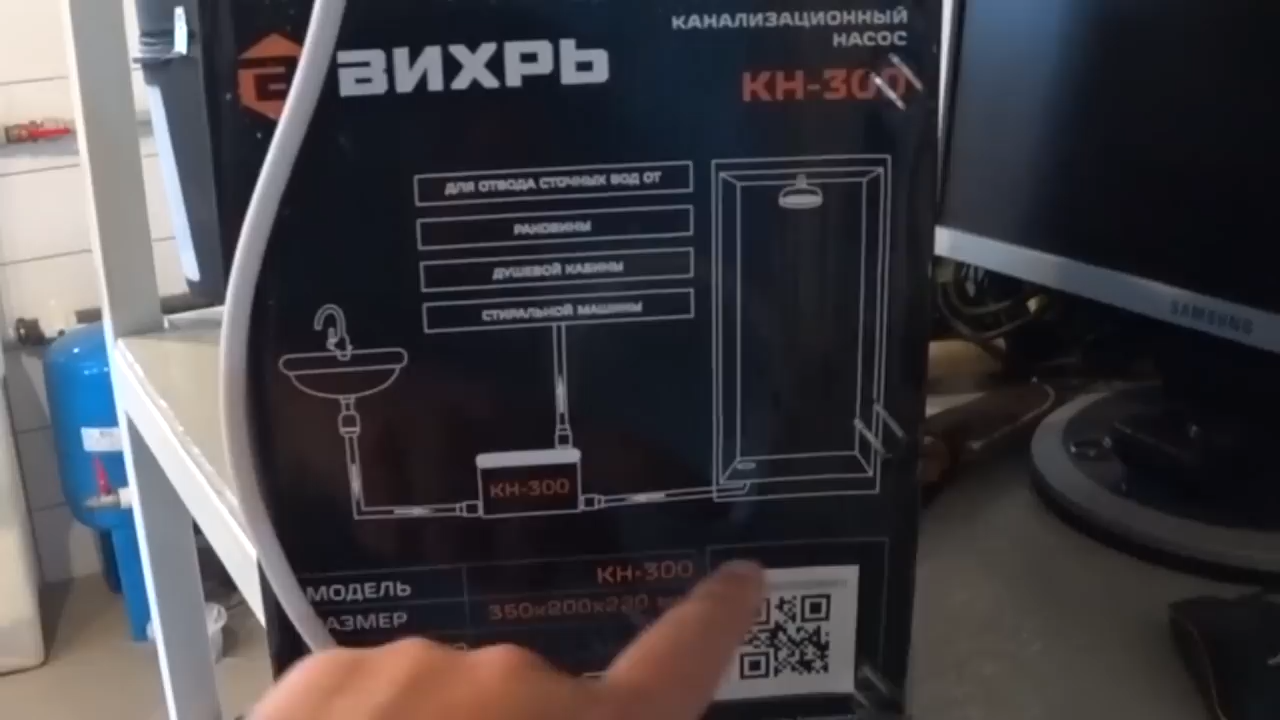 ВИХРЬ
КАНАЛИЗАЦИОННЫЙ
НАСОС
КН-300
ДЛЯ ОТВОДА СТОЧНЫХ ВОД ОТ
РАКОВИНЫ
ДУШЕВОЙ КАБИНЫ
СТИРАЛЬНОЙ МАШИНЫ
КН-300
МОДЕЛЬ КН-300
АЗМЕР 350х200х220
SAMSUNG